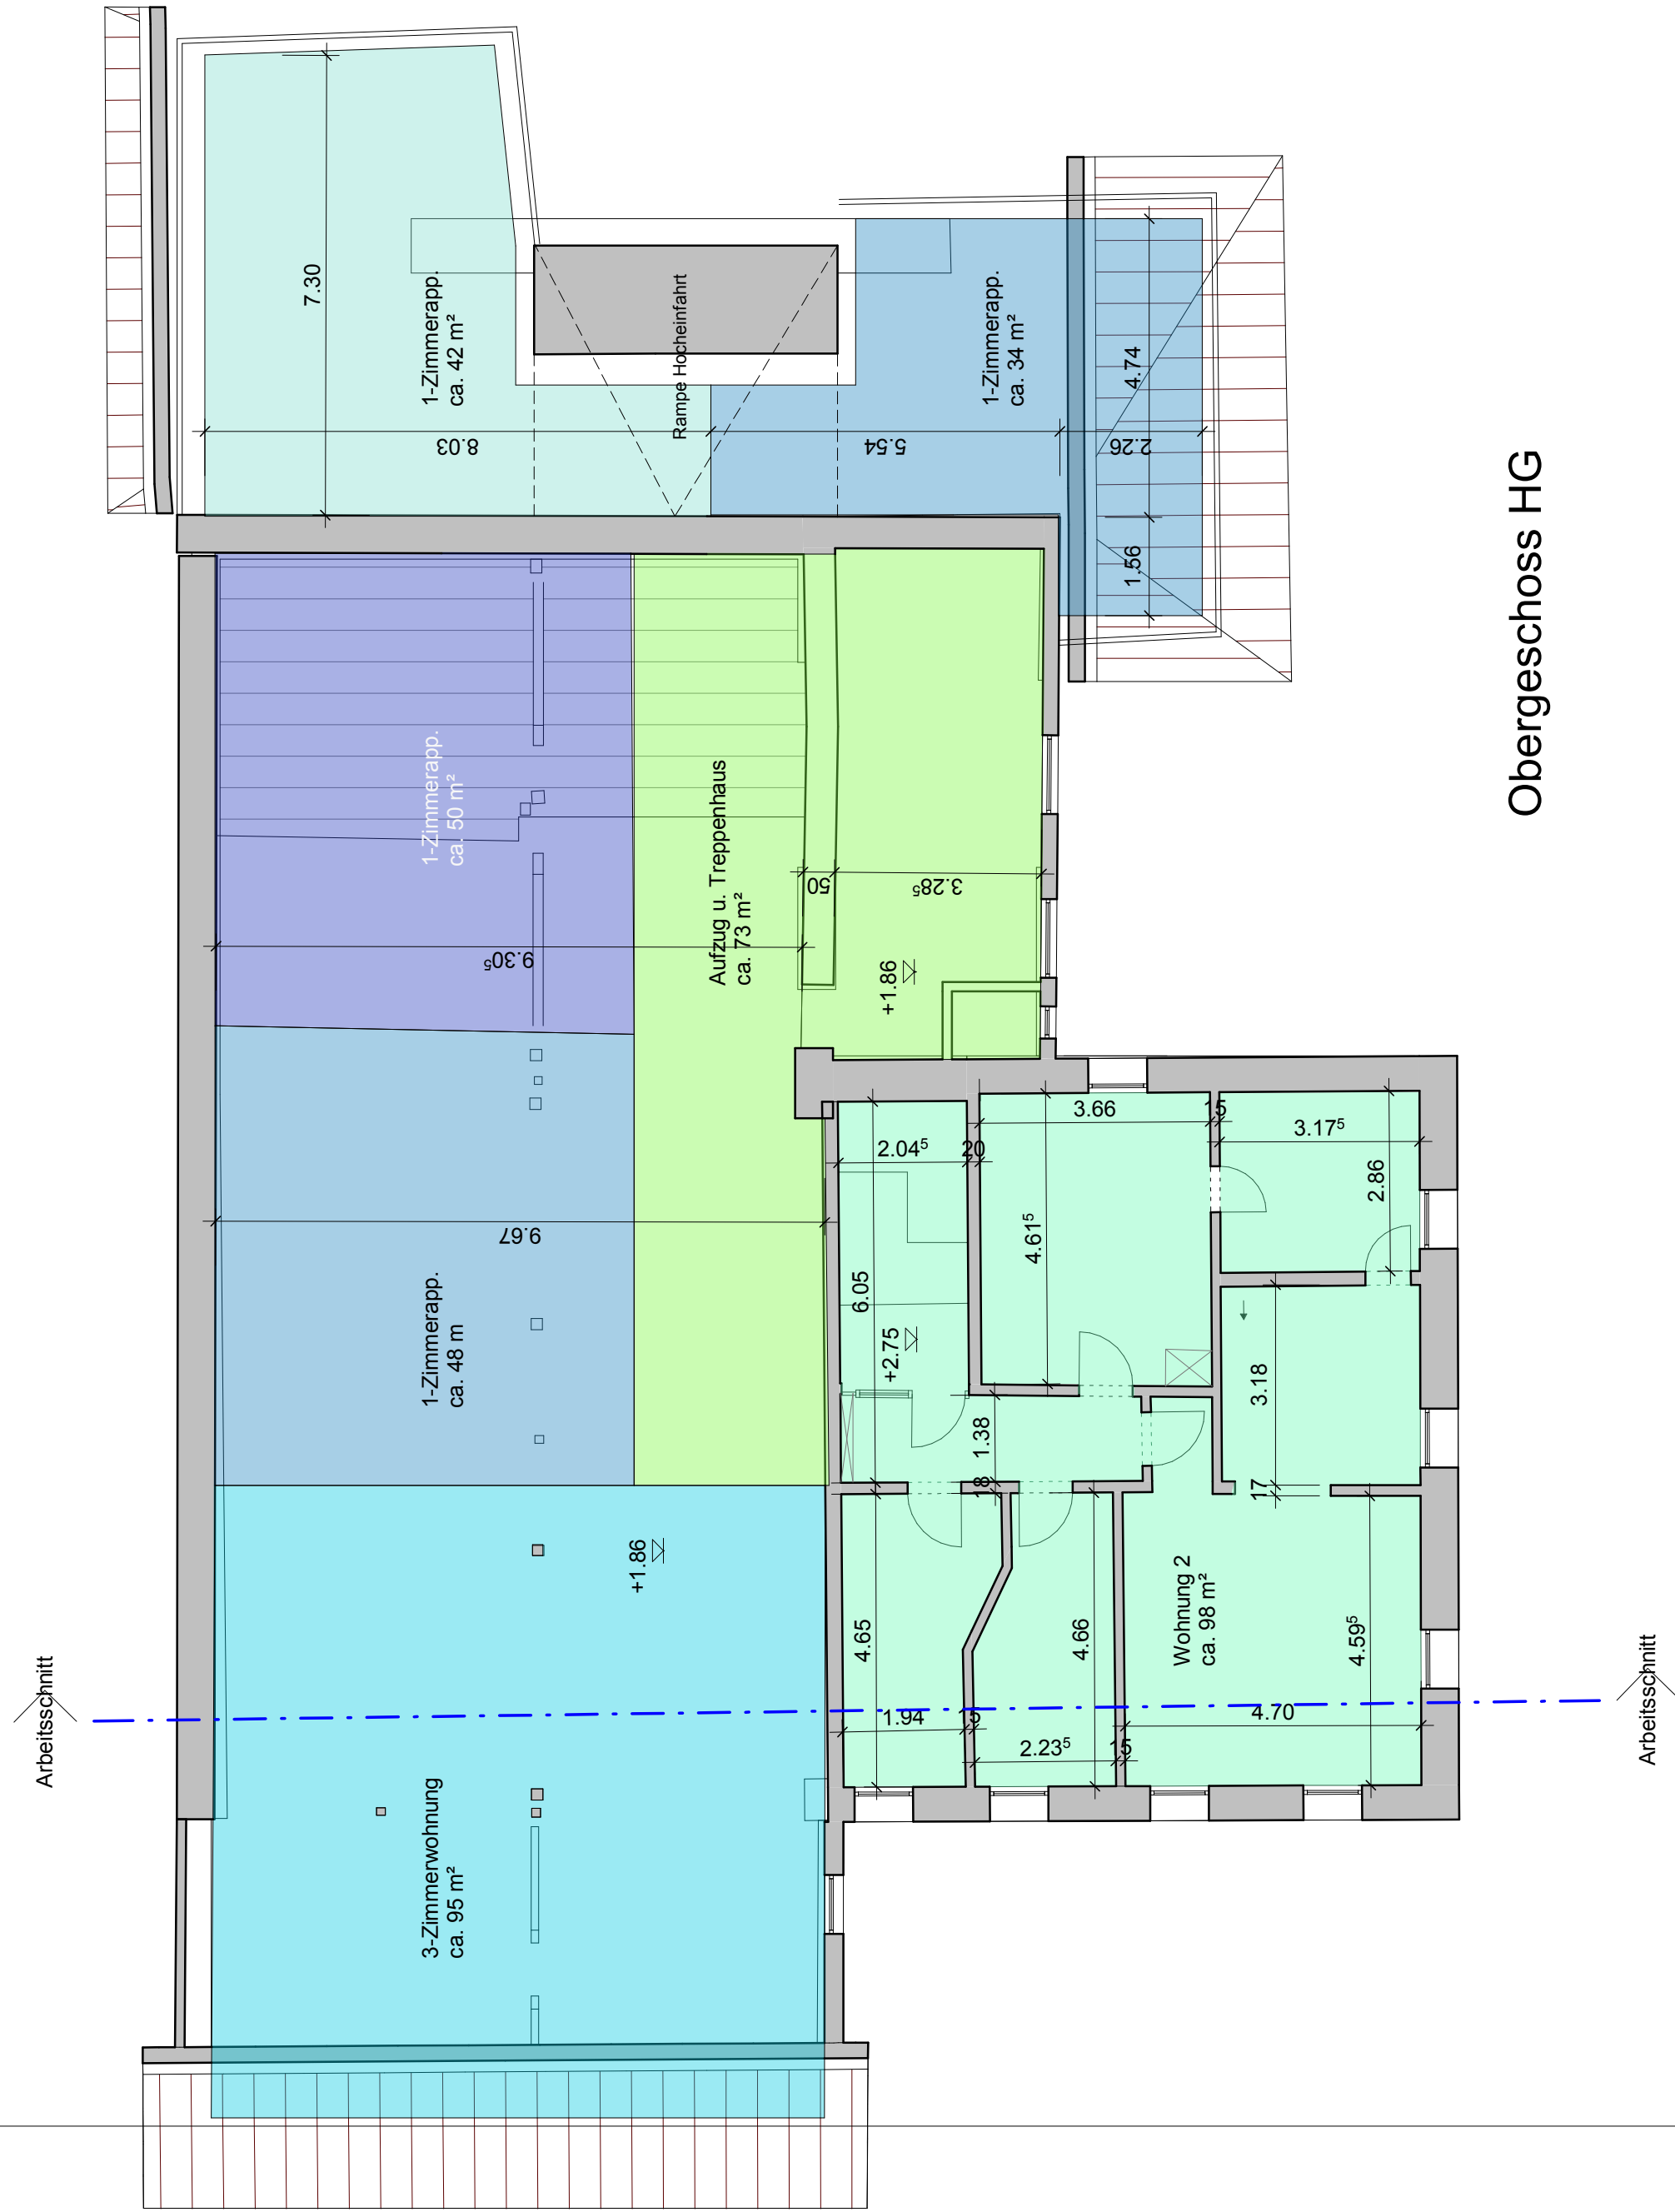 Obergeschoss HG
1-Zimmerapp.
ca. 42 m²
7.30
8.03
Rampe Hocheinfahrt
1-Zimmerapp.
ca. 34 m²
5.54
2.26
4.74
1.56
1-Zimmerapp.
ca. 50 m²
9.30⁵
Aufzug u. Treppenhaus
ca. 73 m²
50
3.28⁵
+1.86
1-Zimmerapp.
ca. 48 m
9.67
2.04⁵
20
3.66
15
3.17⁵
2.86
4.61⁵
6.05
+2.75
1.38
18
3.18
17
+1.86
Wohnung 2
ca. 98 m²
4.65
4.66
4.59⁵
1.94
15
2.23⁵
15
4.70
3-Zimmerwohnung
ca. 95 m²
Arbeitsschnitt
Arbeitsschnitt